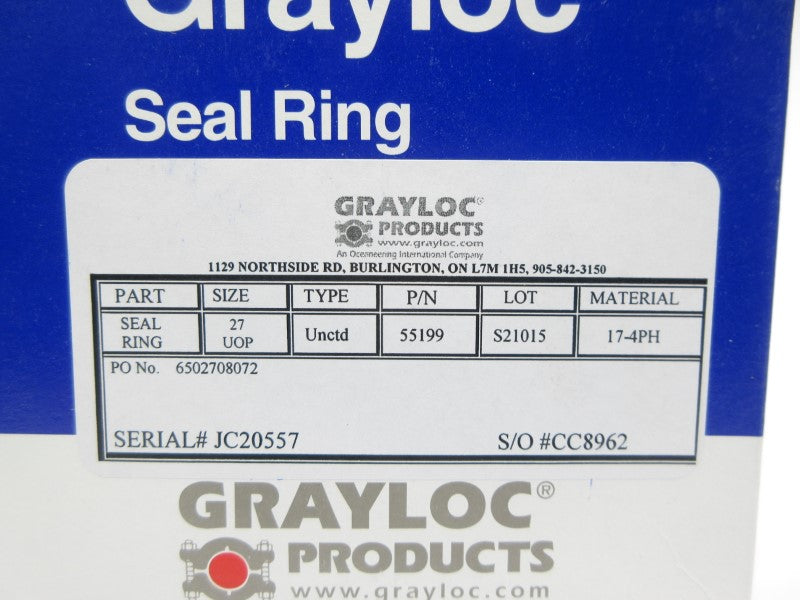 Grayloc
Seal Ring
GRAYLOC®
PRODUCTS
www.grayloc.com
An Oceaneering International Company
1129 NORTHSIDE RD, BURLINGTON, ON L7M 1H5, 905-842-3150
PART SIZE TYPE P/N LOT MATERIAL
SEAL 27
Unctd 55199 S21015 17-4PH
RING UOP
PO No. 6502708072
SERIAL# JC20557 S/O #CC8962
GRAYLOC®
PRODUCTS
www.grayloc.com